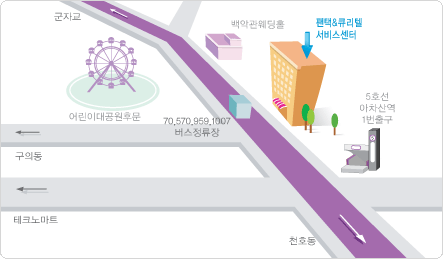 군자교
백악관웨딩홀
팬택&큐리텔
서비스센터
5호선
아차산역
1번출구
어린이대공원후문
70,570,959,1007
버스정류장
구의동
테크노마트
천호동